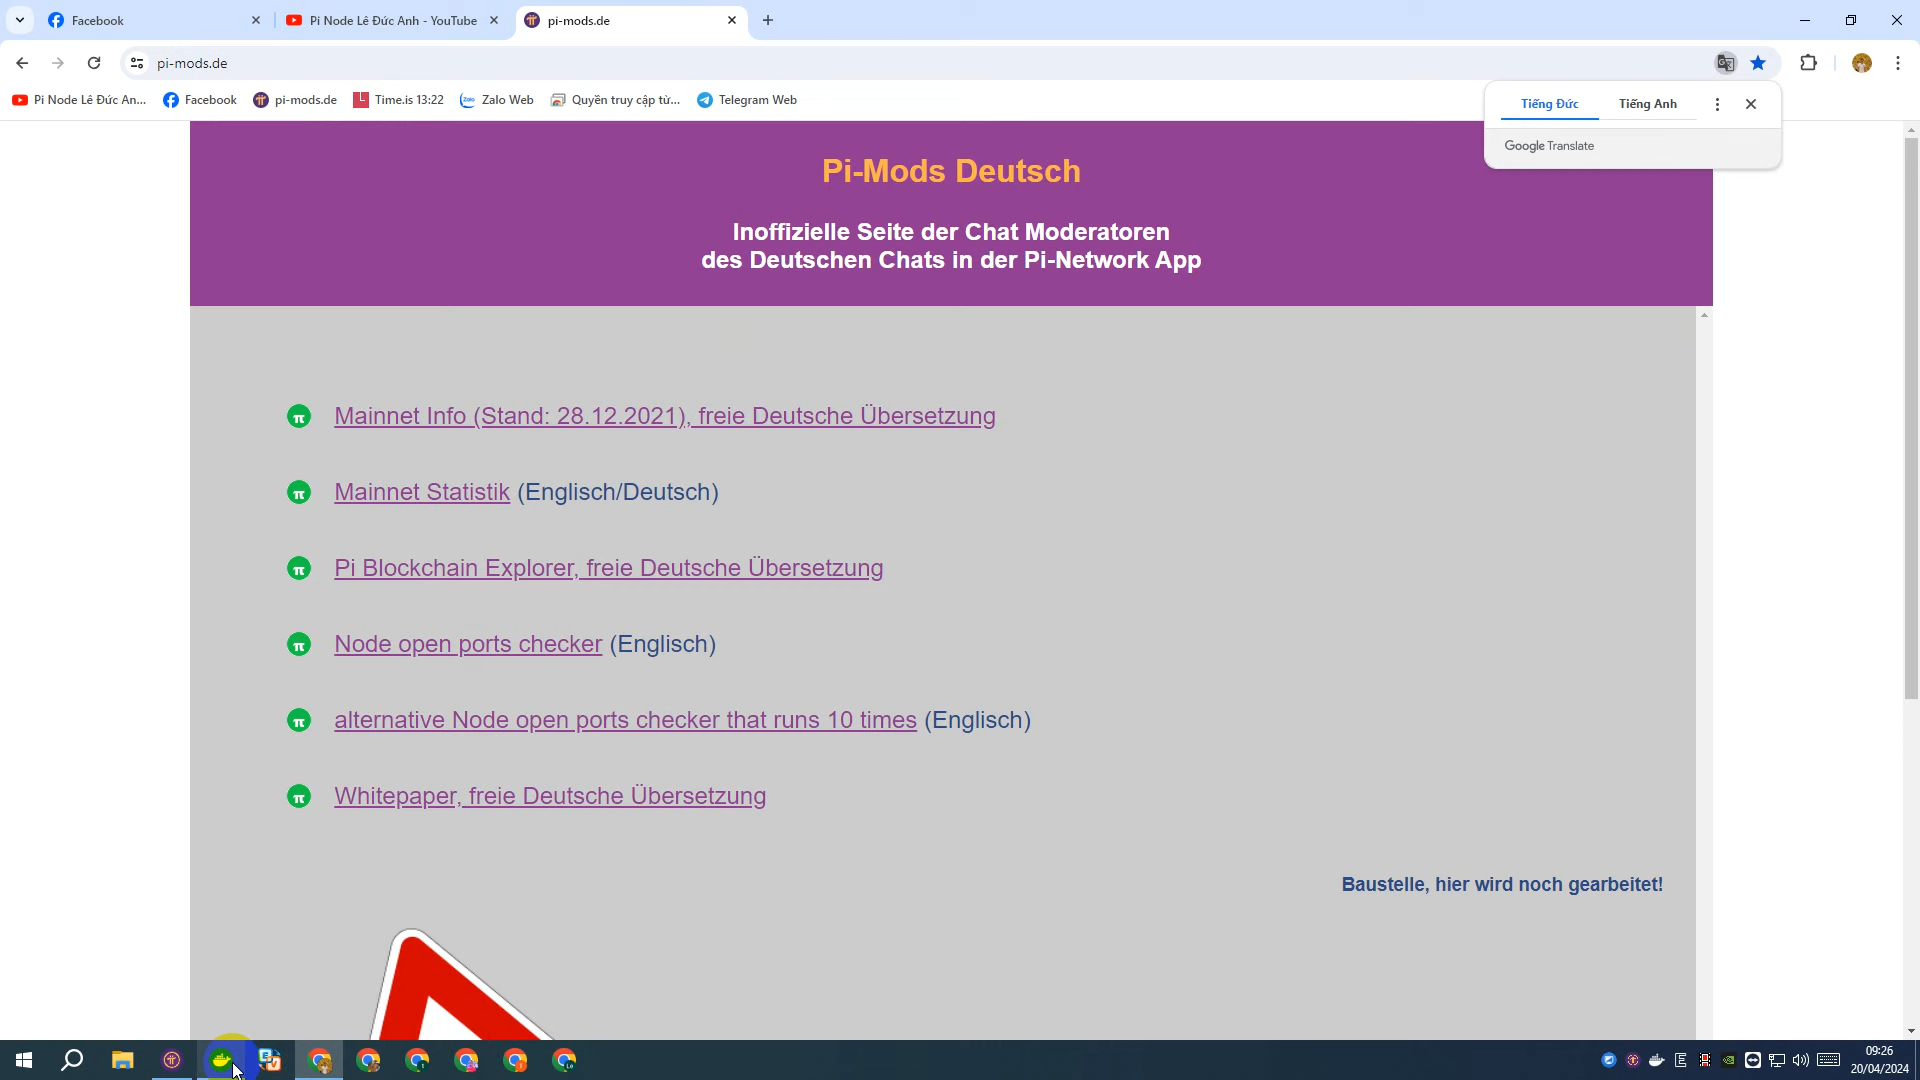 Facebook
Pi Node Lê Đức Anh - YouTube
pi-mods.de
pi-mods.de
Pi Node Lê Đức An...
Facebook
pi-mods.de
Time.is 13:22
Zalo Web
Quyền truy cập từ...
Telegram Web
Tiếng Đức
Tiếng Anh
Google Translate
Pi-Mods Deutsch
Inoffizielle Seite der Chat Moderatoren
des Deutschen Chats in der Pi-Network App
Mainnet Info (Stand: 28.12.2021), freie Deutsche Übersetzung
Mainnet Statistik (Englisch/Deutsch)
Pi Blockchain Explorer, freie Deutsche Übersetzung
Node open ports checker (Englisch)
alternative Node open ports checker that runs 10 times (Englisch)
Whitepaper, freie Deutsche Übersetzung
Baustelle, hier wird noch gearbeitet!
09:26
20/04/2024